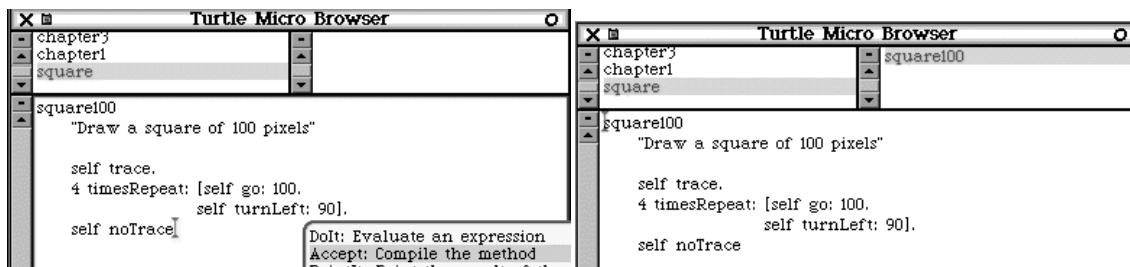 Turtle Micro Browser
chapter3
chapter1
square
square100
"Draw a square of 100 pixels"
self trace.
4 timesRepeat: [self go: 100.
self turnLeft: 90].
self noTrace
DoIt: Evaluate an expression
Accept: Compile the method
Turtle Micro Browser
chapter3
chapter1
square
square100
square100
"Draw a square of 100 pixels"
self trace.
4 timesRepeat: [self go: 100.
self turnLeft: 90].
self noTrace